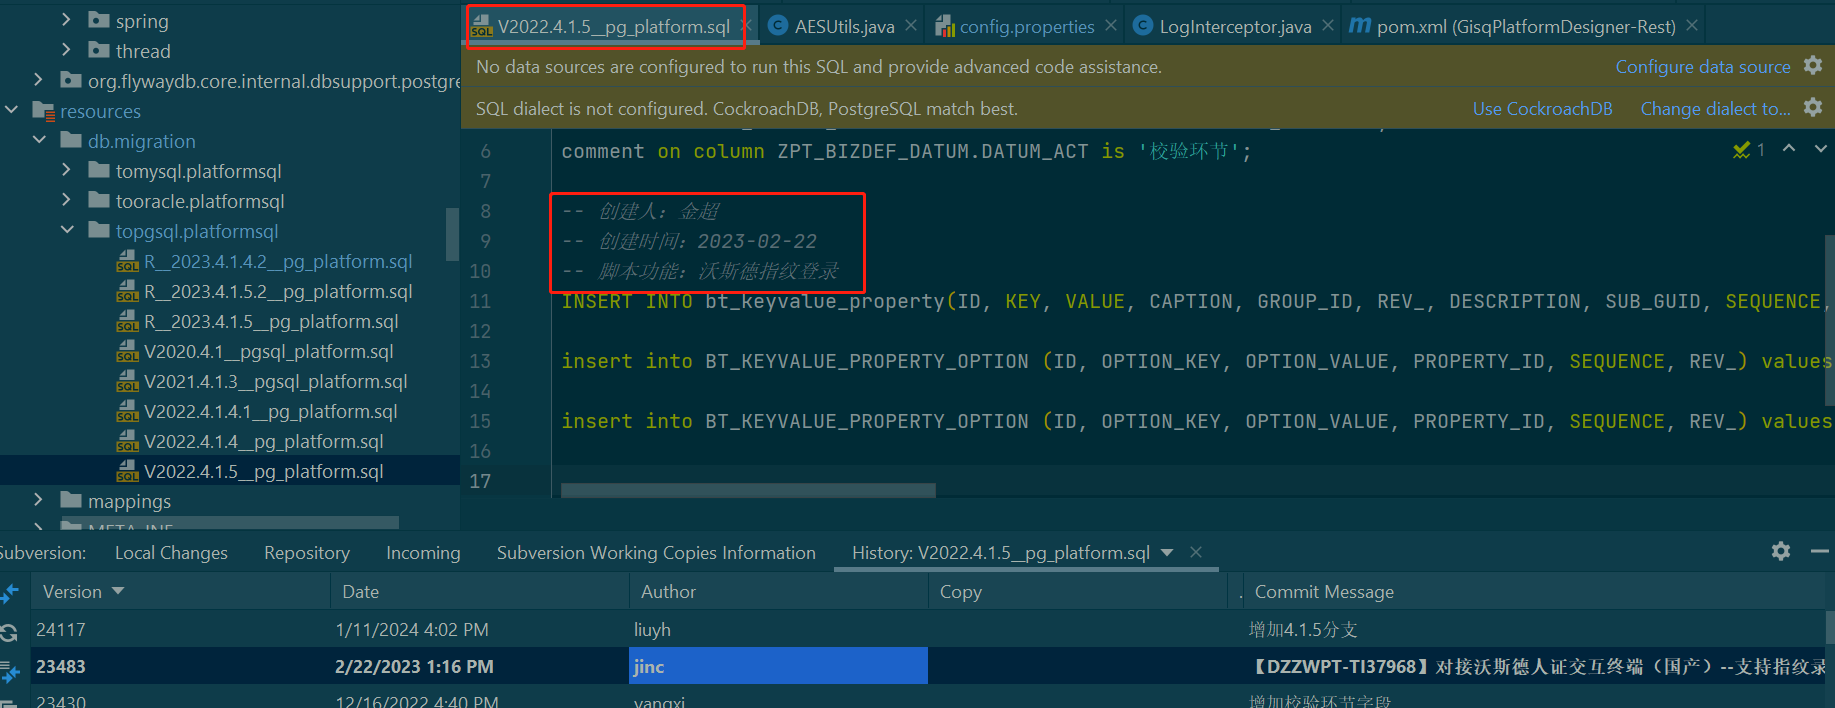 spring
thread
org.flywaydb.core.internal.dbsupport.postgre
resources
db.migration
tomysql.platformsql
tooracle.platformsql
topgsql.platformsql
R__2023.4.1.4.2__pg_platform.sql
R__2023.4.1.5.2__pg_platform.sql
R__2023.4.1.5__pg_platform.sql
V2020.4.1__pgsql_platform.sql
V2021.4.1.3__pgsql_platform.sql
V2022.4.1.4.1__pg_platform.sql
V2022.4.1.4__pg_platform.sql
V2022.4.1.5__pg_platform.sql
mappings
META-INF
V2022.4.1.5__pg_platform.sql AESUtils.java config.properties LogInterceptor.java pom.xml (GisqPlatformDesigner-Rest)
No data sources are configured to run this SQL and provide advanced code assistance. Configure data source
SQL dialect is not configured. CockroachDB, PostgreSQL match best. Use CockroachDB Change dialect to...
6 comment on column ZPT_BIZDEF_DATUM.DATUM_ACT is '校验环节'; 1
7
8 -- 创建人：金超
9 -- 创建时间：2023-02-22
10 -- 脚本功能：沃斯德指纹登录
11 INSERT INTO bt_keyvalue_property(ID, KEY, VALUE, CAPTION, GROUP_ID, REV_, DESCRIPTION, SUB_GUID, SEQUENCE,
12
13 insert into BT_KEYVALUE_PROPERTY_OPTION (ID, OPTION_KEY, OPTION_VALUE, PROPERTY_ID, SEQUENCE, REV_) values
14
15 insert into BT_KEYVALUE_PROPERTY_OPTION (ID, OPTION_KEY, OPTION_VALUE, PROPERTY_ID, SEQUENCE, REV_) values
16
17
Subversion: Local Changes Repository Incoming Subversion Working Copies Information History: V2022.4.1.5__pg_platform.sql
Version Date Author Copy . Commit Message
24117 1/11/2024 4:02 PM liuyh 增加4.1.5分支
23483 2/22/2023 1:16 PM jinc 【DZZWPT-TI37968】对接沃斯德人证交互终端（国产）--支持指纹录
23430 12/16/2022 4:40 PM yangxi 增加校验环节字段